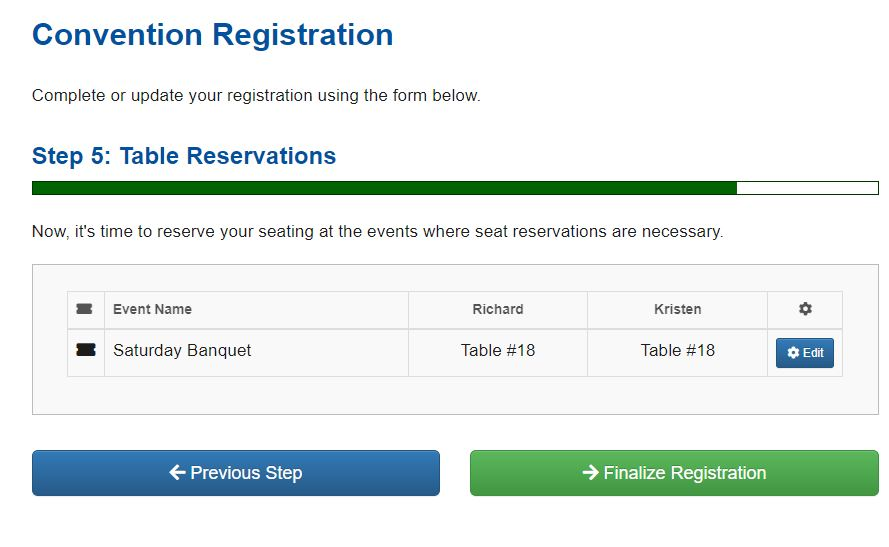 Convention Registration
Complete or update your registration using the form below.
Step 5: Table Reservations
Now, it's time to reserve your seating at the events where seat reservations are necessary.
Event Name Richard Kristen
Saturday Banquet Table #18 Table #18 Edit
Previous Step Finalize Registration